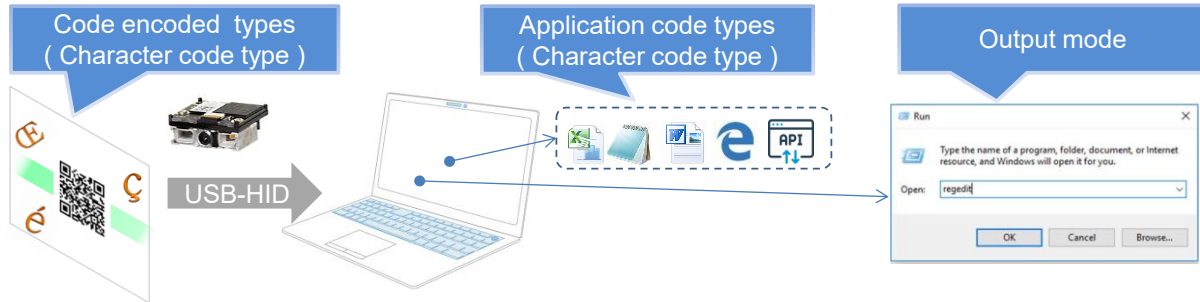 Code encoded types
( Character code type )
Application code types
( Character code type )
Output mode
Œ
ç
é
USB-HID
API
Run
Type the name of a program, folder, document, or Internet
resource, and Windows will open it for you.
Open:
regedit
OK
Cancel
Browse...